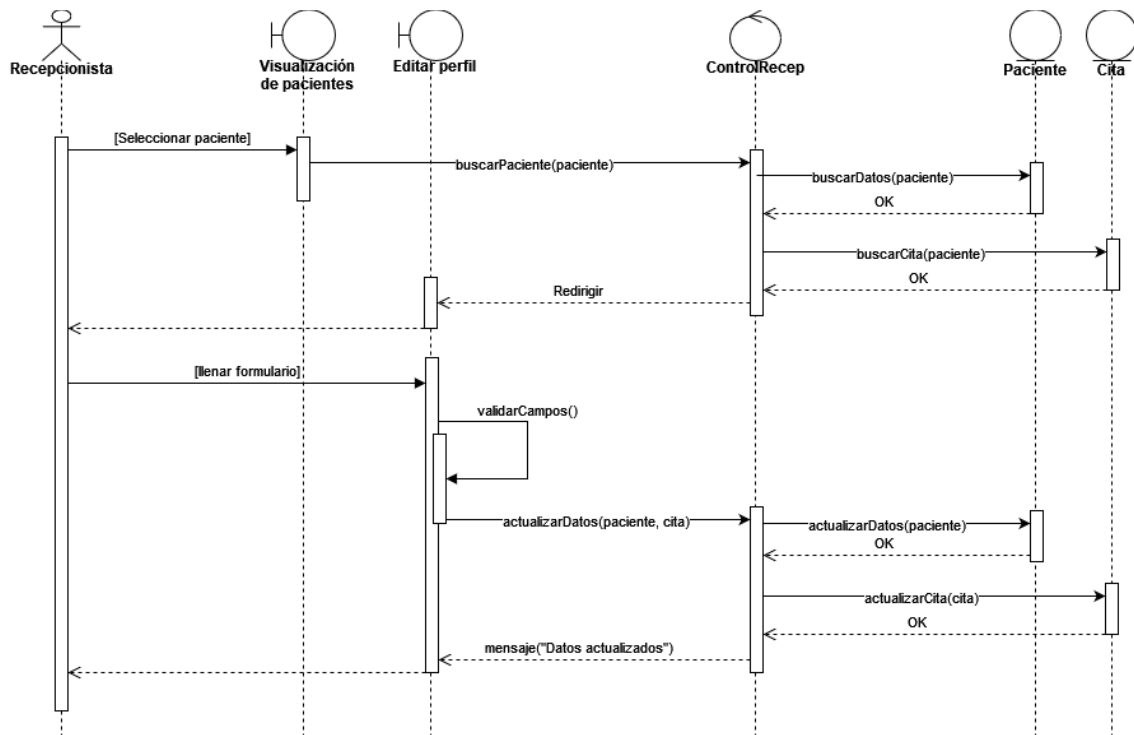 Recepcionista
Visualización
de pacientes
Editar perfil
ControlRecep
Paciente
Cita
[Seleccionar paciente]
buscarPaciente(paciente)
buscarDatos(paciente)
OK
buscarCita(paciente)
OK
Redirigir
[llenar formulario]
validarCampos()
actualizarDatos(paciente, cita)
actualizarDatos(paciente)
OK
actualizarCita(cita)
OK
mensaje("Datos actualizados")